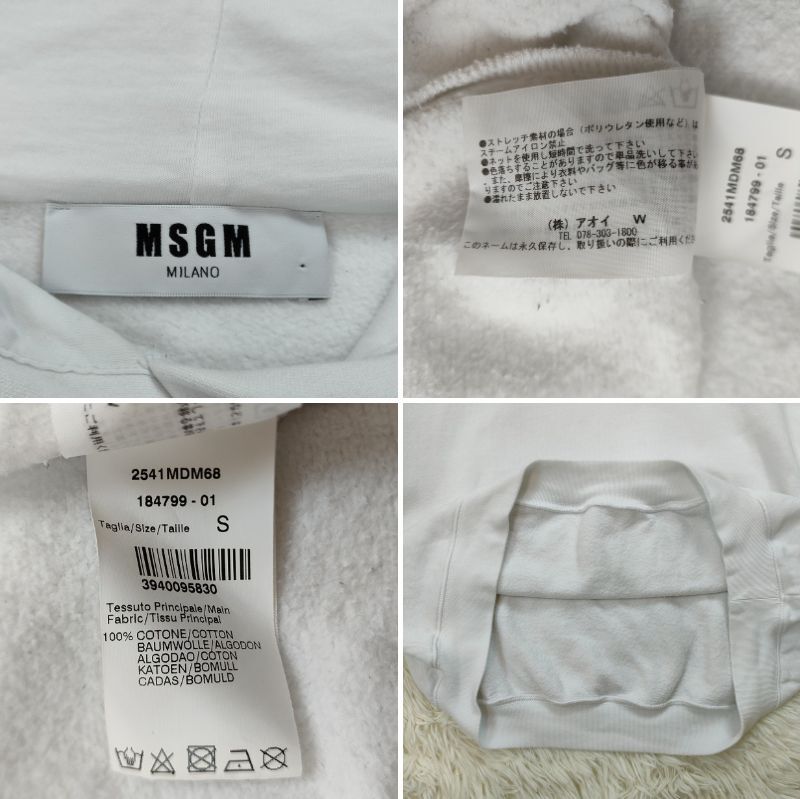 MSGM
MILANO
●ストレッチ素材の場合（ポリウレタン使用など）は
スチームアイロン禁止
●ネットを使用し短時間で洗って下さい
●色落ちすることがありますので単品洗いして下さい
また、摩擦により衣料やバッグ等に色が移る事があ
りますのでご注意下さい
●濡れたまま放置しないで下さい
(株) アオイ W
TEL 078-303-1800
このネームは永久保存し、取り扱いの際にご利用く
2541MDM68
184799-01
Taglia/Size/Taille S
ご利用く
2541MDM68
184799-01
Taglia/Size/Taille S
3940095830
Tessuto Principale/Main
Fabric/Tissu Principal
100% COTONE/COTTON
BAUMWOLLE/ALGODON
ALGODAO/COTON
KATOEN/BOMULL
CADAS/BOMULD